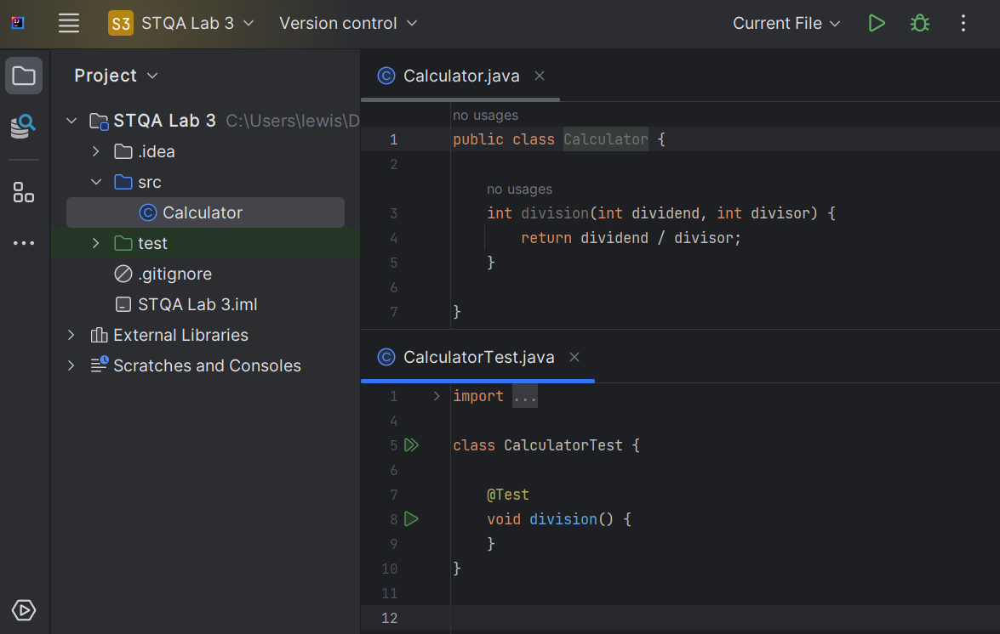 S3 STQA Lab 3 Version control Current File
Project
STQA Lab 3 C:\Users\lewis\D
.idea
src
Calculator
test
.gitignore
STQA Lab 3.iml
External Libraries
Scratches and Consoles
Calculator.java
no usages
1 public class Calculator {
2
no usages
3 int division(int dividend, int divisor) {
4 return dividend / divisor;
5 }
6
7 }
CalculatorTest.java
1 import ...
4
5 class CalculatorTest {
6
7 @Test
8 void division() {
9 }
10 }
11
12